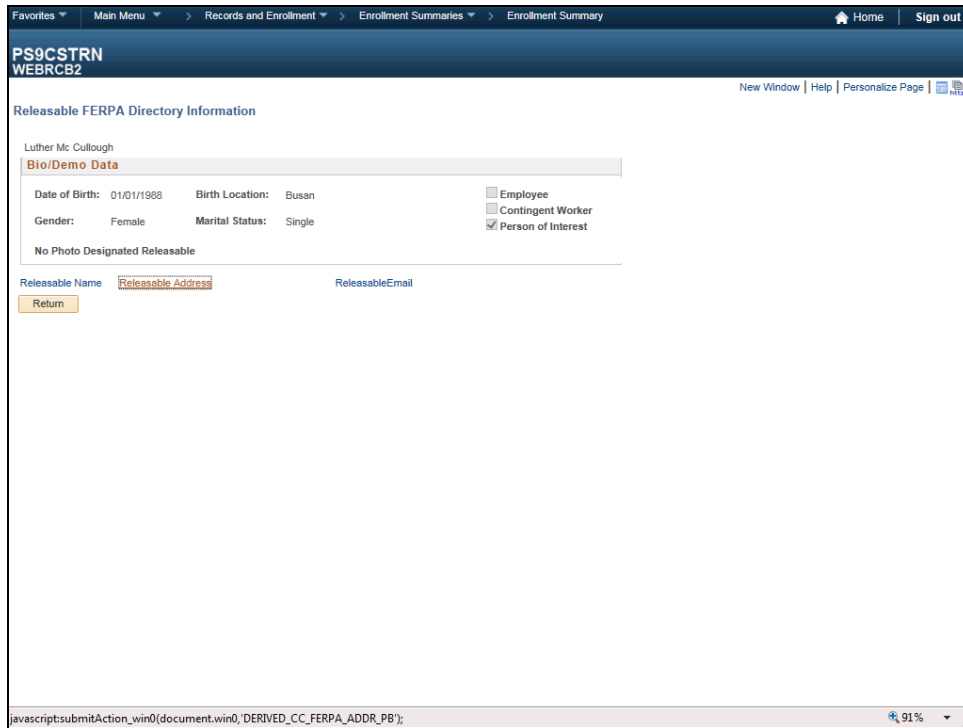 Favorites Main Menu > Records and Enrollment > Enrollment Summaries > Enrollment Summary Home Sign out
PS9CSTRN
WEBRCB2
New Window | Help | Personalize Page | http
Releasable FERPA Directory Information
Luther Mc Cullough
Bio/Demo Data
Date of Birth: 01/01/1988 Birth Location: Busan Employee
Contingent Worker
Gender: Female Marital Status: Single Person of Interest
No Photo Designated Releasable
Releasable Name Releasable Address ReleasableEmail
Return
javascript:submitAction_win0(document.win0,'DERIVED_CC_FERPA_ADDR_PB'); 91%